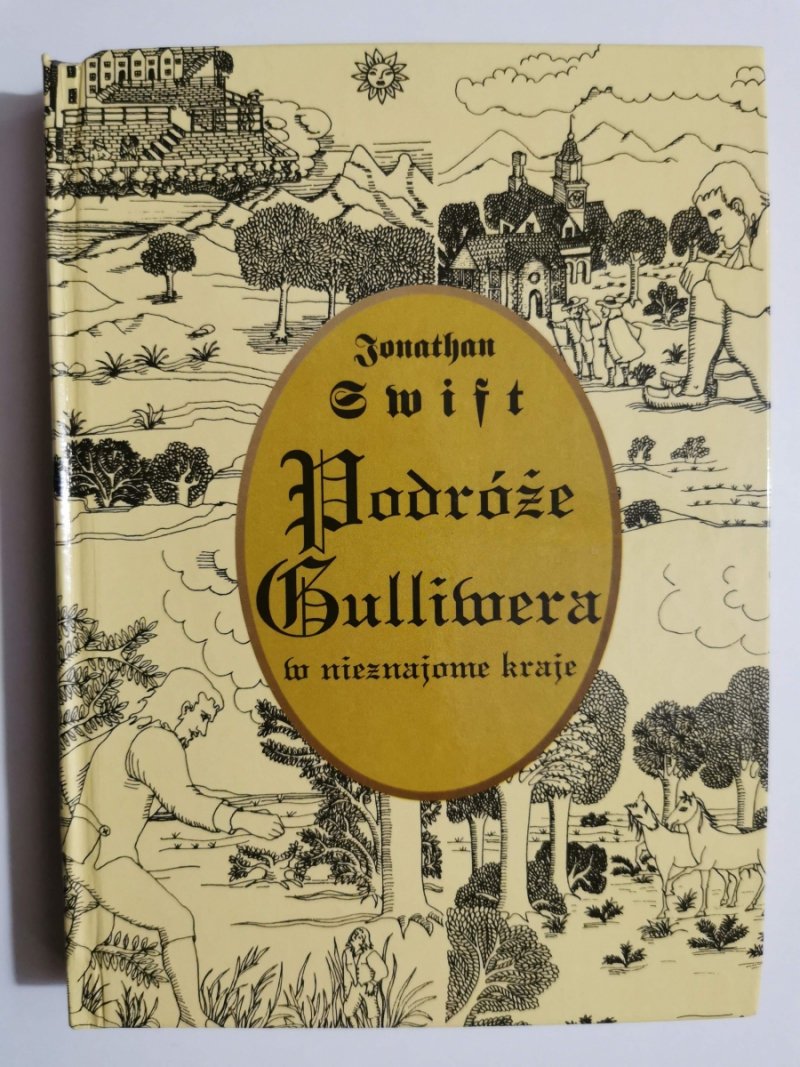 Jonathan
Swift
Podróże
Gulliwera
w nieznajome kraje